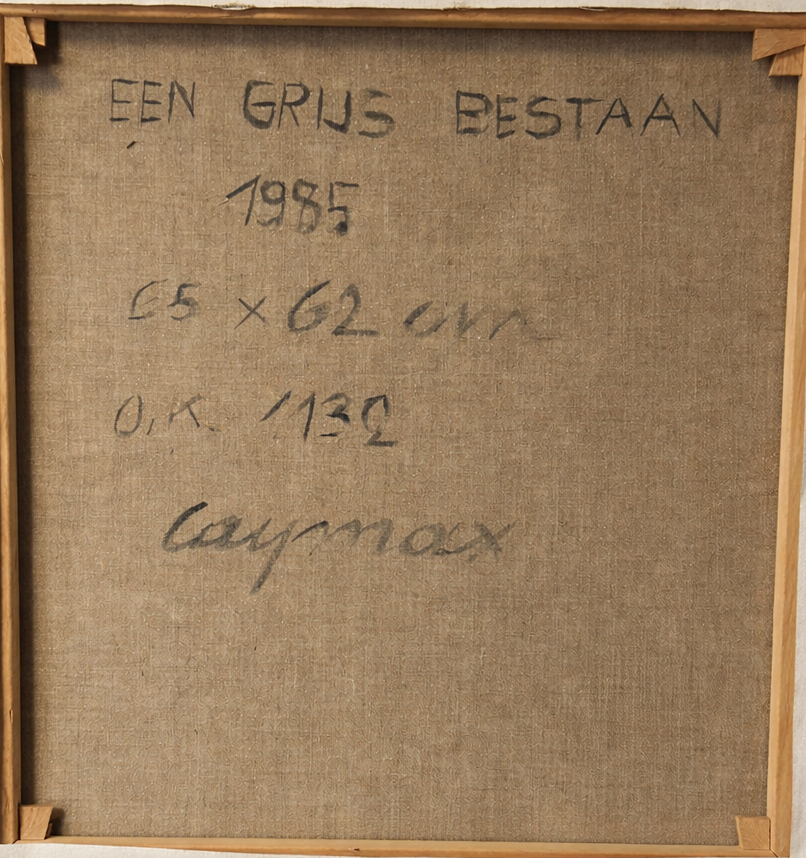 EEN GRIJS BESTAAN
1985
65 x 62 cm
O.K. /132
Caymax